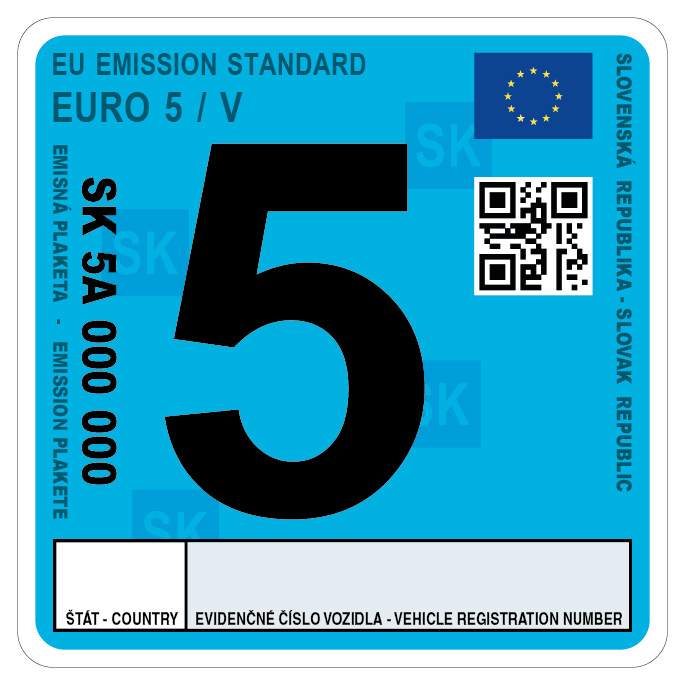 EU EMISSION STANDARD
EURO 5 / V
SLOVENSKÁ REPUBLIKA - SLOVAK REPUBLIC
EMISNÁ PLAKETA - EMISSION PLAKETE
SK 5A 000 000
5
SK
SK
SK
SK
ŠTÁT - COUNTRY
EVIDENČNÉ ČÍSLO VOZIDLA - VEHICLE REGISTRATION NUMBER